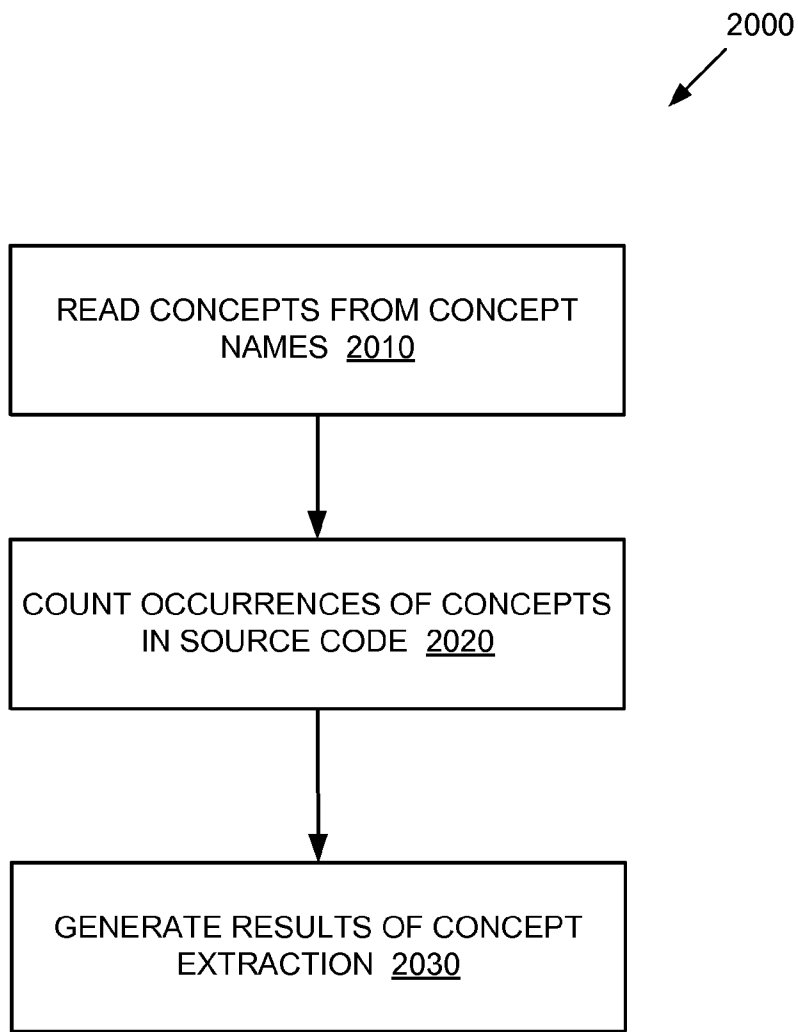 2000
READ CONCEPTS FROM CONCEPT
NAMES 2010
COUNT OCCURRENCES OF CONCEPTS
IN SOURCE CODE 2020
GENERATE RESULTS OF CONCEPT
EXTRACTION 2030